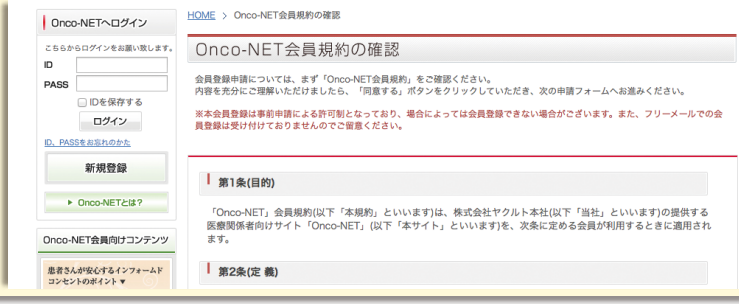 Onco-NETへログイン
こちらからログインをお願い致します。
ID
PASS
IDを保存する
ログイン
ID、PASSをお忘れのかた
新規登録
Onco-NETとは?
Onco-NET会員向けコンテンツ
患者さんが安心するインフォームド
コンセントのポイント▼
HOME > Onco-NET会員規約の確認
Onco-NET会員規約の確認
会員登録申請については、まず「Onco-NET会員規約」をご確認ください。
内容を充分にご理解いただけましたら、「同意する」ボタンをクリックしていただき、次の申請フォームへお進みください。
※本会員登録は事前申請による許可制となっており、場合によっては会員登録できない場合がございます。また、フリーメールでの会
員登録は受け付けておりませんのでご留意ください。
第1条(目的)
「Onco-NET」会員規約(以下「本規約」といいます)は、株式会社ヤクルト本社(以下「当社」といいます)の提供する
医療関係者向けサイト「Onco-NET」(以下「本サイト」といいます)を、次条に定める会員が利用するときに適用され
ます。
第2条(定 義)